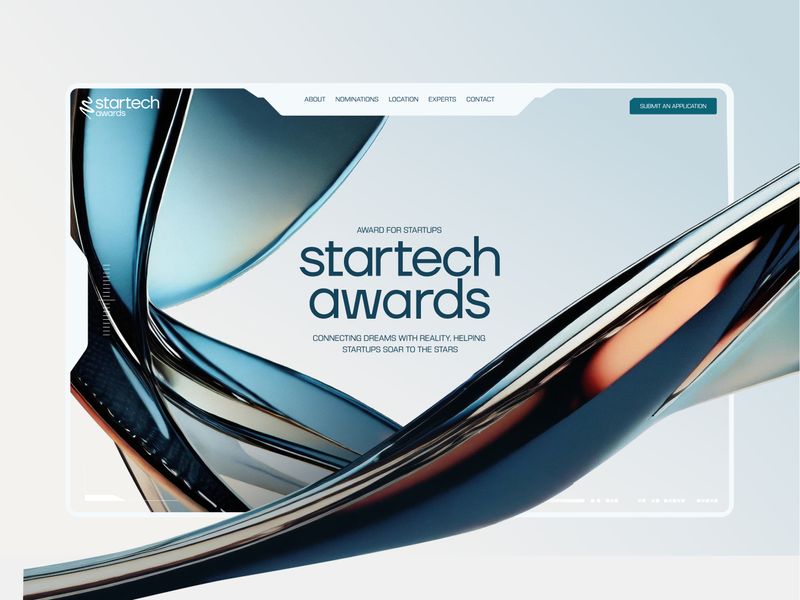 startech
awards
ABOUT NOMINATIONS LOCATION EXPERTS CONTACT
SUBMIT AN APPLICATION
AWARD FOR STARTUPS
startech
awards
CONNECTING DREAMS WITH REALITY, HELPING
STARTUPS SOAR TO THE STARS